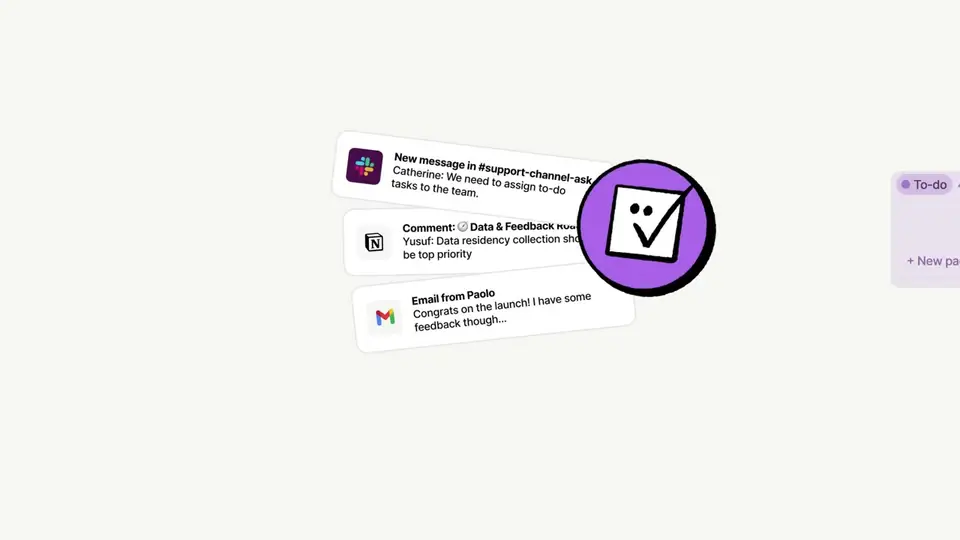 New message in #support-channel-ask
Catherine: We need to assign to-do
tasks to the team.
Comment: Data & Feedback
Yusuf: Data residency collection
be top priority
Email from Paolo
Congrats on the launch! I have some
feedback though...
To-do
+ New